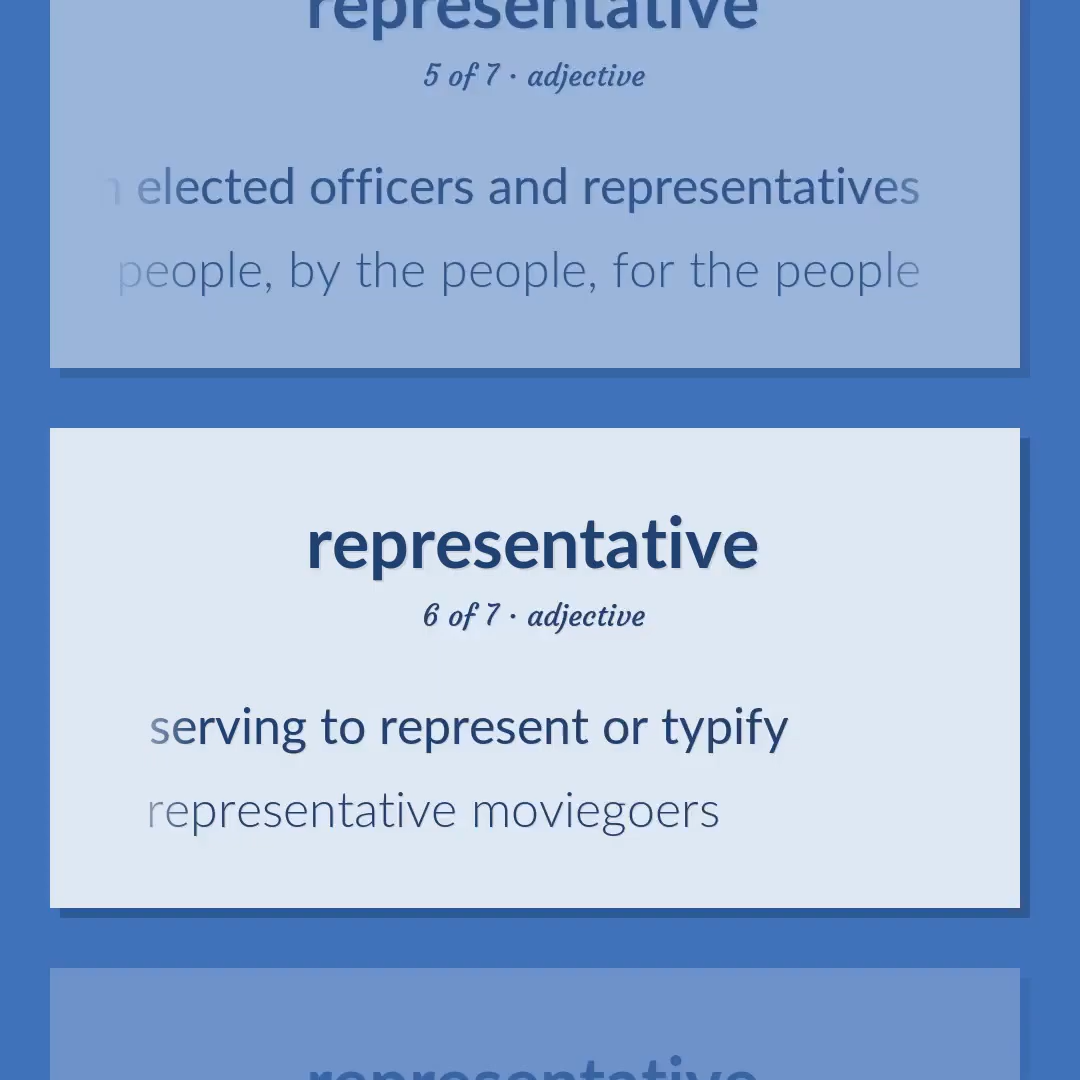 representative
5 of 7 · adjective
elected officers and representatives
people, by the people, for the people
representative
6 of 7 · adjective
serving to represent or typify
representative moviegoers
representative